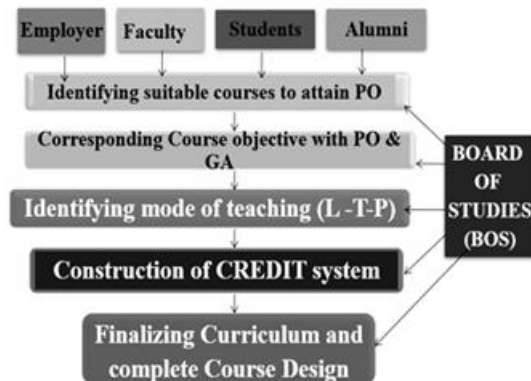 Employer
Faculty
Students
Alumni
Identifying suitable courses to attain PO
Corresponding Course objective with PO &
GA
Identifying mode of teaching (L -T-P)
Construction of CREDIT system
Finalizing Curriculum and
complete Course Design
BOARD
OF
STUDIES
(BOS)